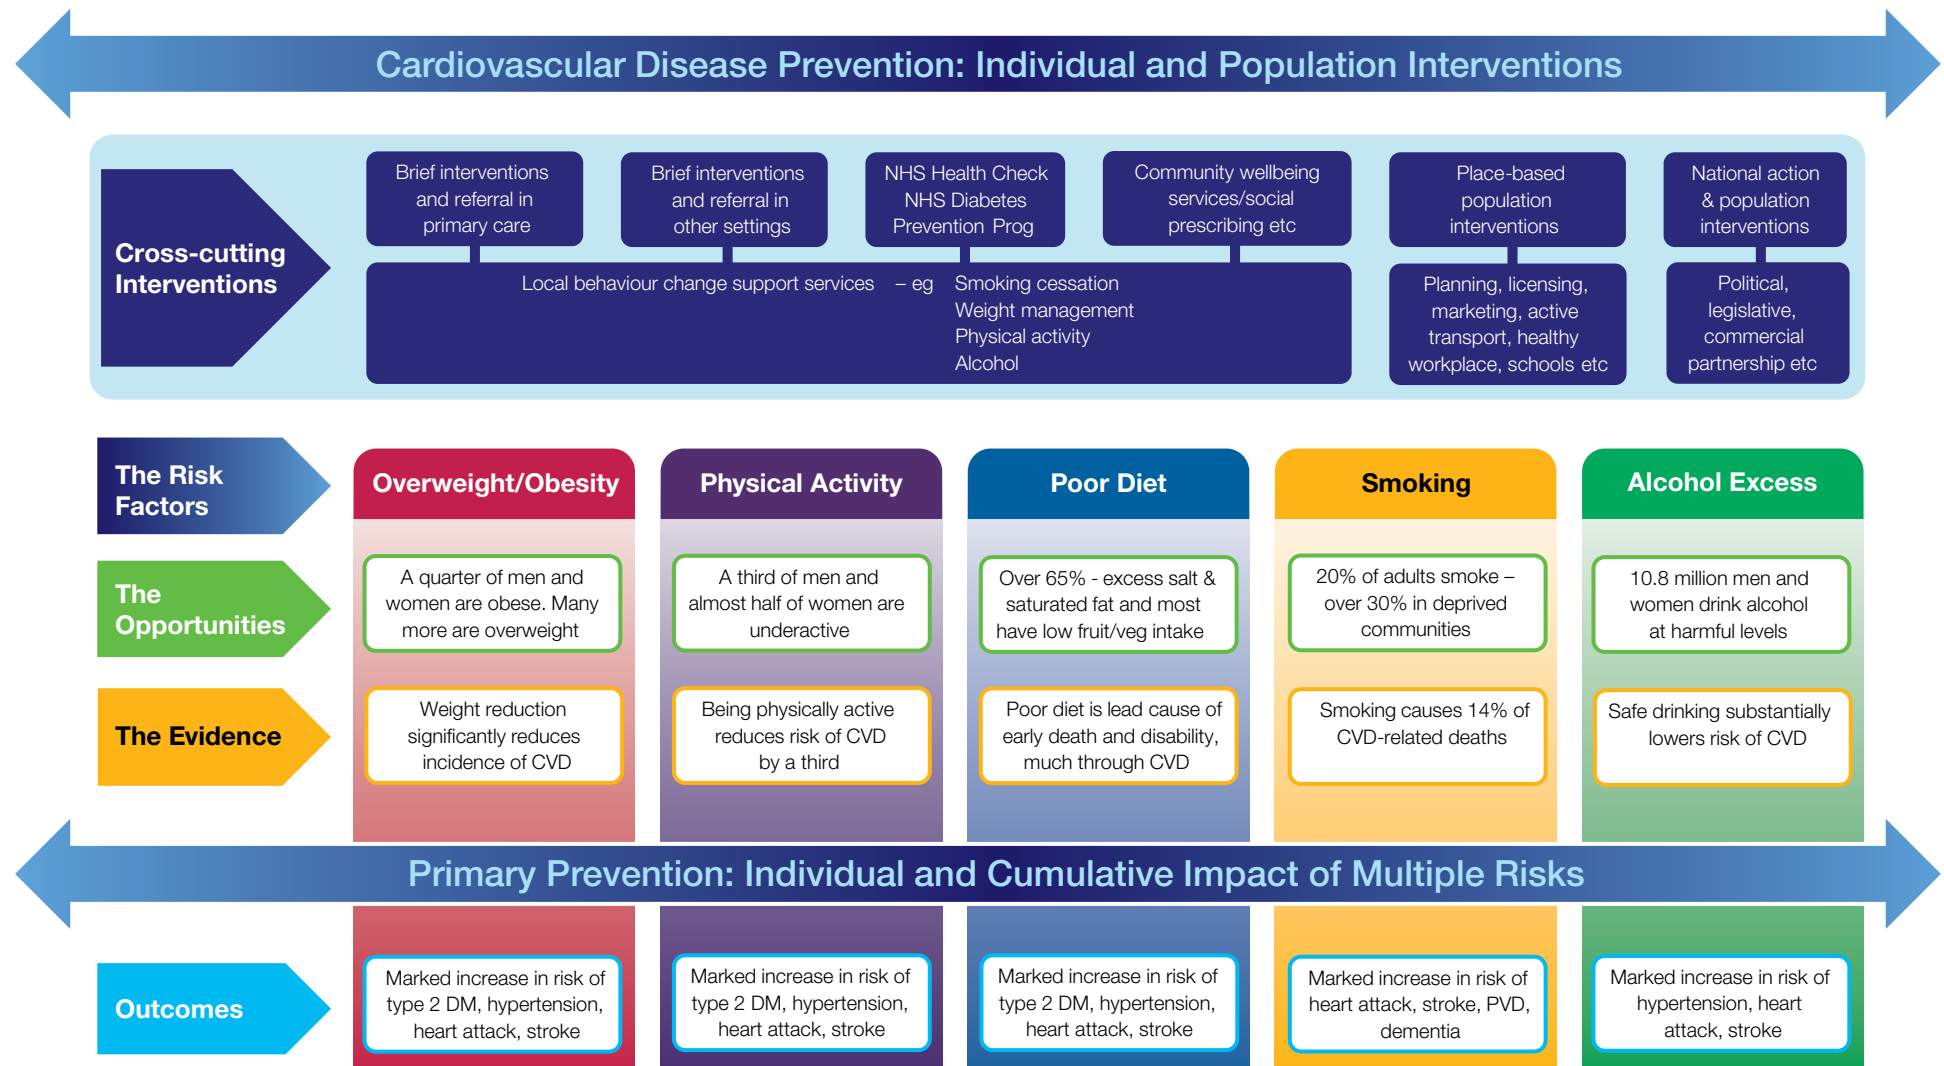 Cardiovascular Disease Prevention: Individual and Population Interventions
Cross-cutting
Interventions
Brief interventions
and referral in
primary care
Brief interventions
and referral in
other settings
NHS Health Check
NHS Diabetes
Prevention Prog
Community wellbeing
services/social
prescribing etc
Place-based
population
interventions
National action
& population
interventions
Local behaviour change support services – eg Smoking cessation
Weight management
Physical activity
Alcohol
Planning, licensing,
marketing, active
transport, healthy
workplace, schools etc
Political,
legislative,
commercial
partnership etc
The Risk
Factors
Overweight/Obesity
Physical Activity
Poor Diet
Smoking
Alcohol Excess
The
Opportunities
A quarter of men and
women are obese. Many
more are overweight
A third of men and
almost half of women are
underactive
Over 65% - excess salt &
saturated fat and most
have low fruit/veg intake
20% of adults smoke –
over 30% in deprived
communities
10.8 million men and
women drink alcohol
at harmful levels
The Evidence
Weight reduction
significantly reduces
incidence of CVD
Being physically active
reduces risk of CVD
by a third
Poor diet is lead cause of
early death and disability,
much through CVD
Smoking causes 14% of
CVD-related deaths
Safe drinking substantially
lowers risk of CVD
Primary Prevention: Individual and Cumulative Impact of Multiple Risks
Outcomes
Marked increase in risk of
type 2 DM, hypertension,
heart attack, stroke
Marked increase in risk of
type 2 DM, hypertension,
heart attack, stroke
Marked increase in risk of
type 2 DM, hypertension,
heart attack, stroke
Marked increase in risk of
heart attack, stroke, PVD,
dementia
Marked increase in risk of
hypertension, heart
attack, stroke